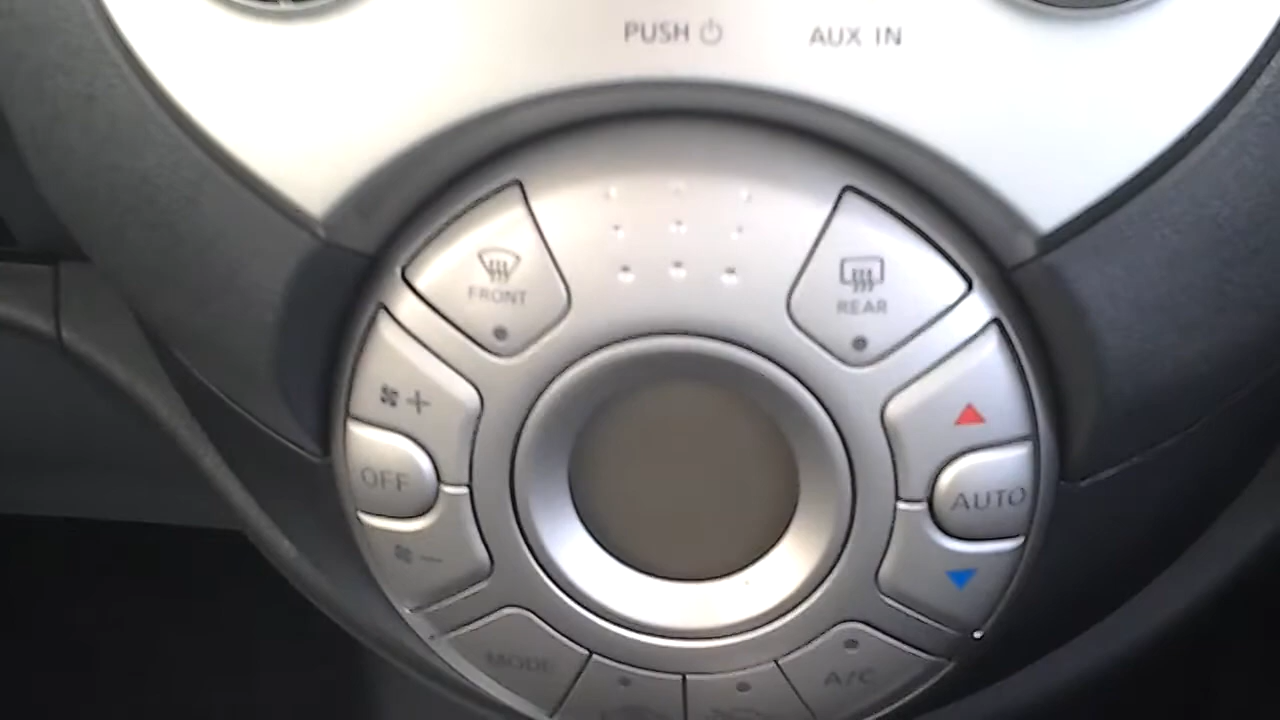 PUSH
AUX IN
FRONT
REAR
+
OFF
AUTO
−
MODE
A/C